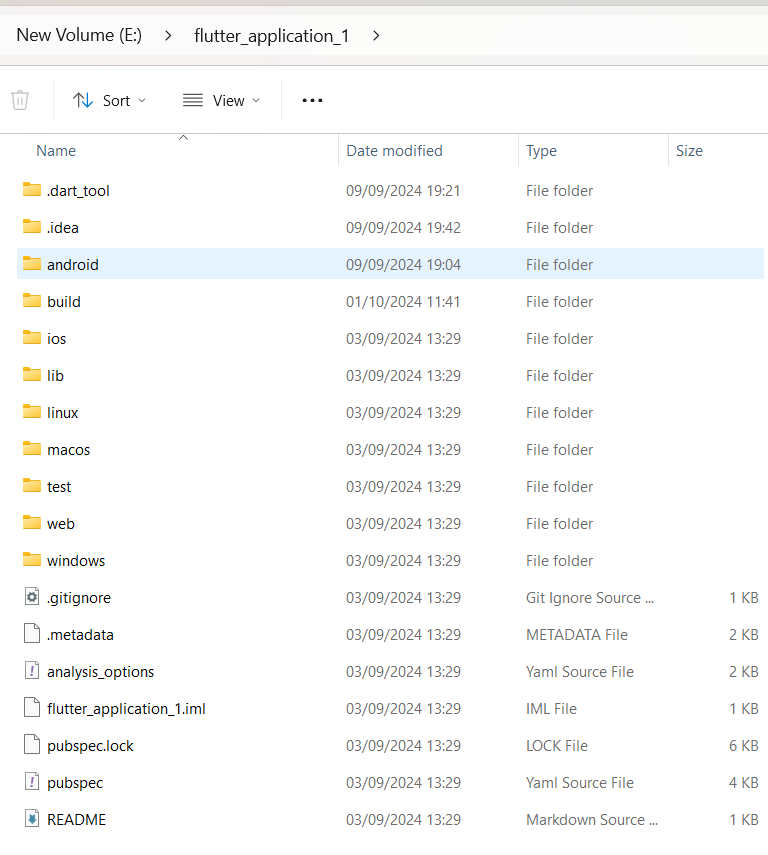 New Volume (E:) > flutter_application_1 >
Sort View ...
Name Date modified Type Size
.dart_tool 09/09/2024 19:21 File folder
.idea 09/09/2024 19:42 File folder
android 09/09/2024 19:04 File folder
build 01/10/2024 11:41 File folder
ios 03/09/2024 13:29 File folder
lib 03/09/2024 13:29 File folder
linux 03/09/2024 13:29 File folder
macos 03/09/2024 13:29 File folder
test 03/09/2024 13:29 File folder
web 03/09/2024 13:29 File folder
windows 03/09/2024 13:29 File folder
.gitignore 03/09/2024 13:29 Git Ignore Source ... 1 KB
.metadata 03/09/2024 13:29 METADATA File 2 KB
analysis_options 03/09/2024 13:29 Yaml Source File 2 KB
flutter_application_1.iml 03/09/2024 13:29 IML File 1 KB
pubspec.lock 03/09/2024 13:29 LOCK File 6 KB
pubspec 03/09/2024 13:29 Yaml Source File 4 KB
README 03/09/2024 13:29 Markdown Source ... 1 KB